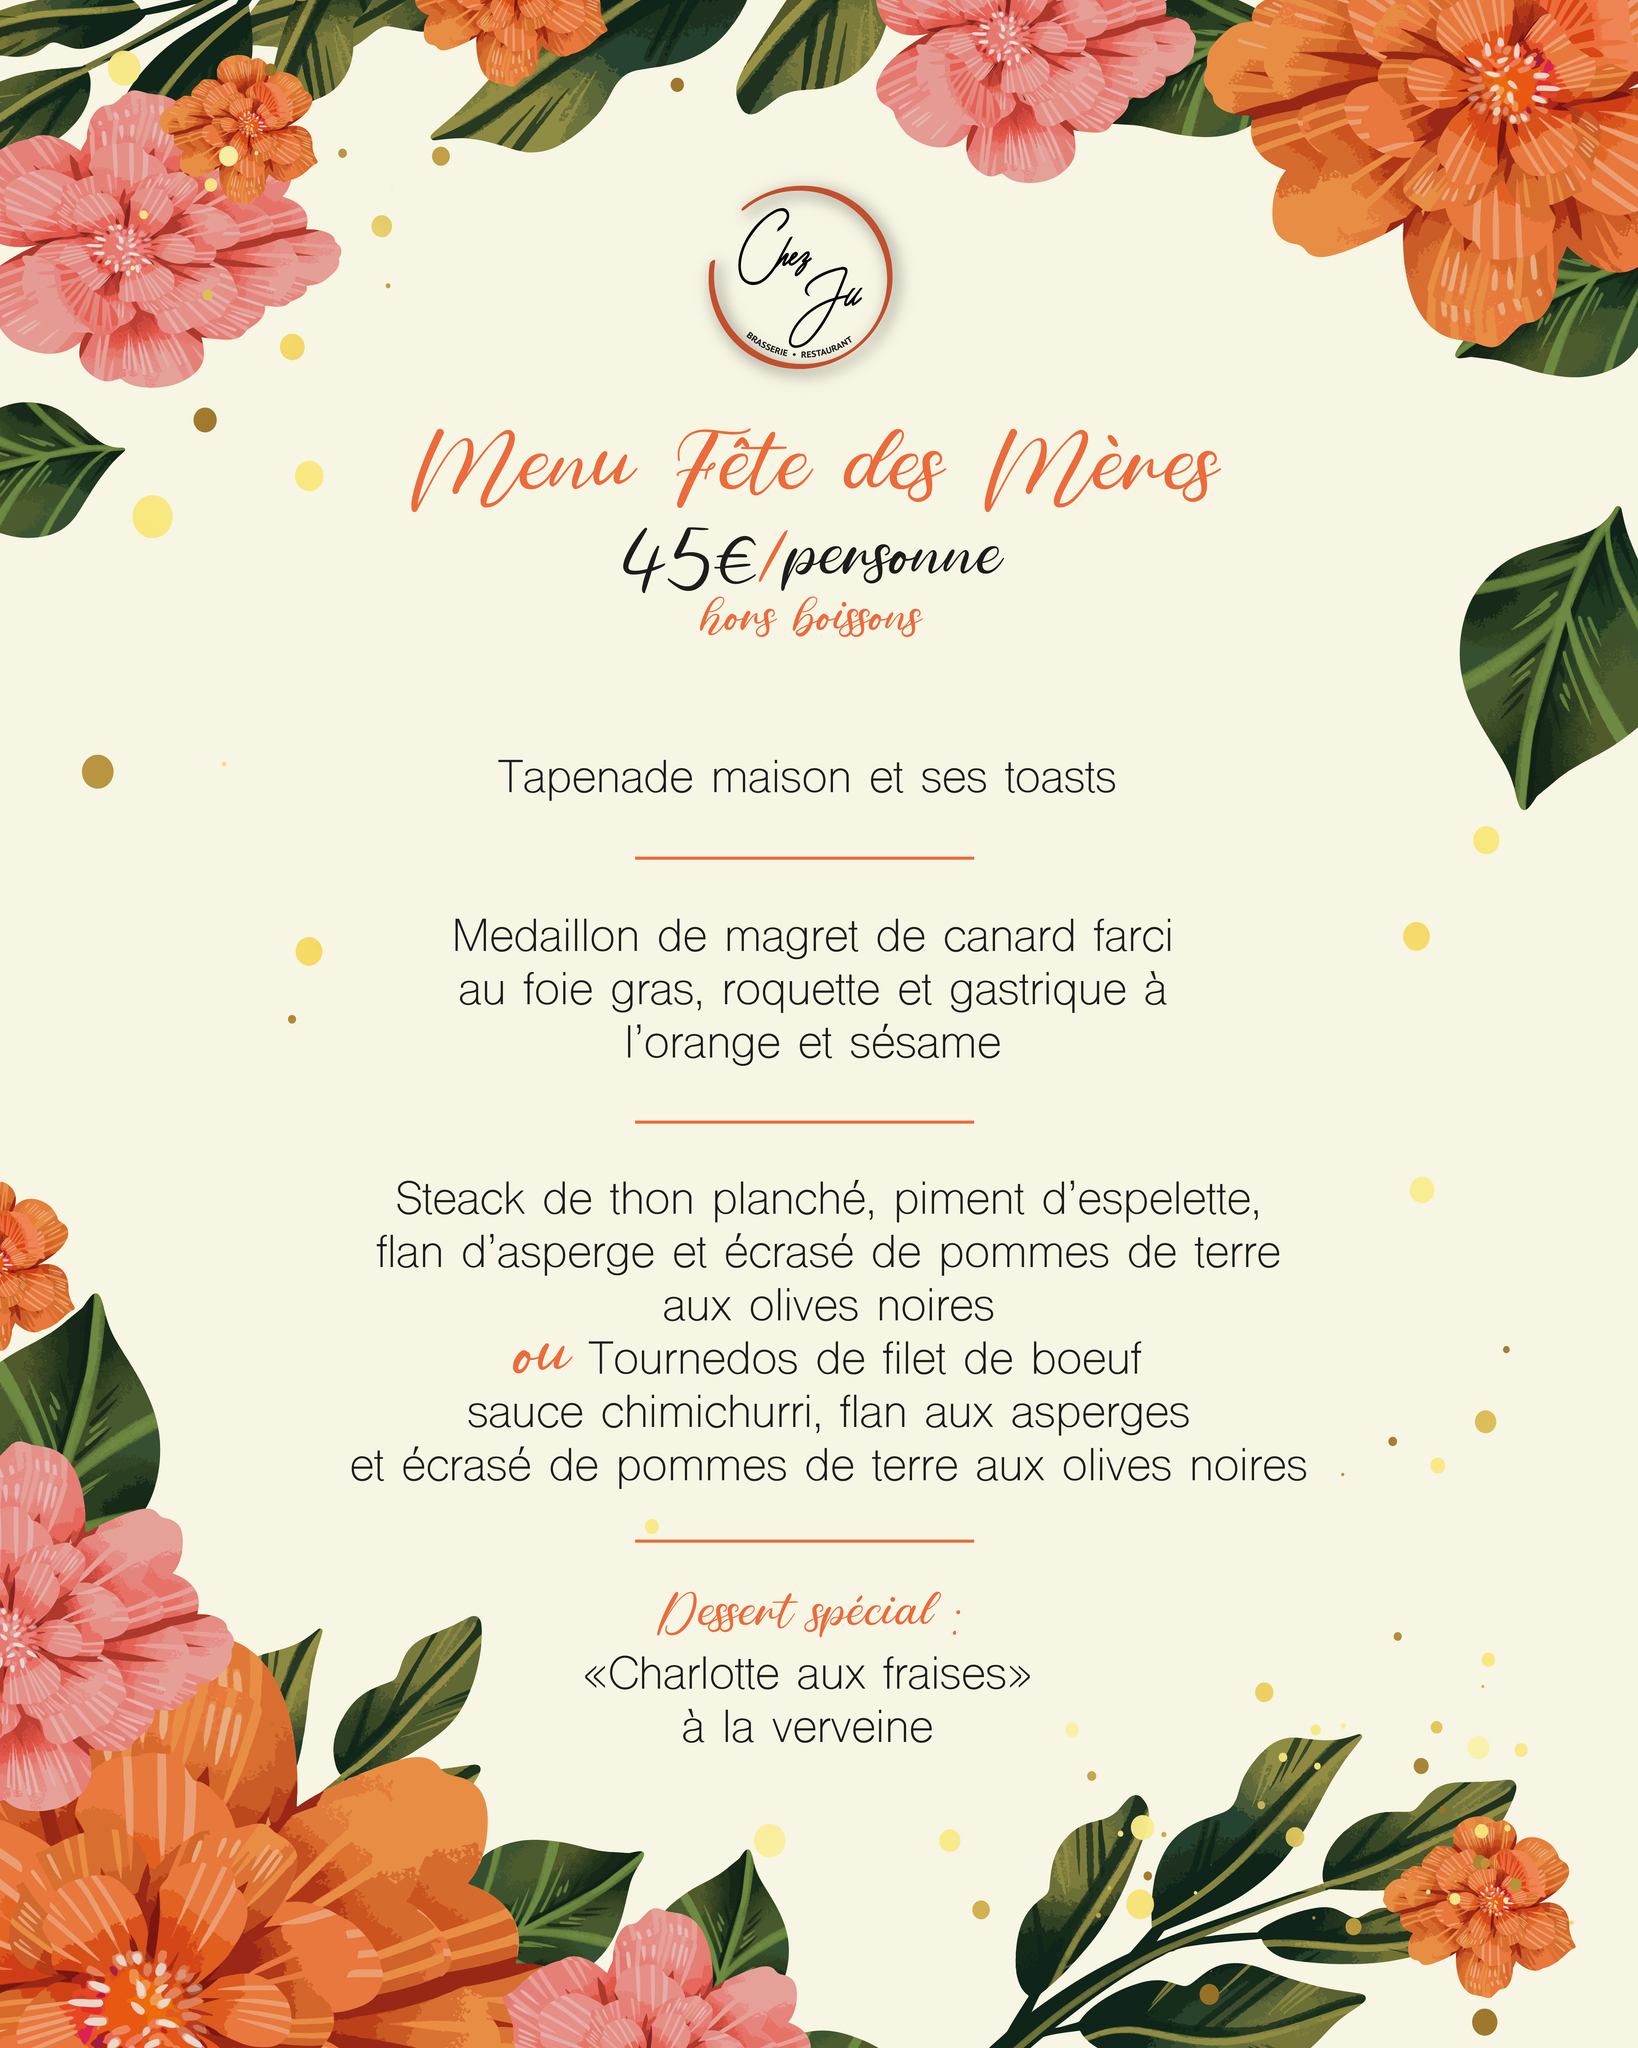 Chez
Ju
BRASSERIE • RESTAURANT
Menu Fête des Mères
45€/personne
hors boissons
Tapenade maison et ses toasts
Medaillon de magret de canard farci
au foie gras, roquette et gastrique à
l’orange et sésame
Steack de thon planché, piment d’espelette,
flan d’asperge et écrasé de pommes de terre
aux olives noires
ou Tournedos de filet de boeuf
sauce chimichurri, flan aux asperges
et écrasé de pommes de terre aux olives noires
Dessert spécial :
«Charlotte aux fraises»
à la verveine